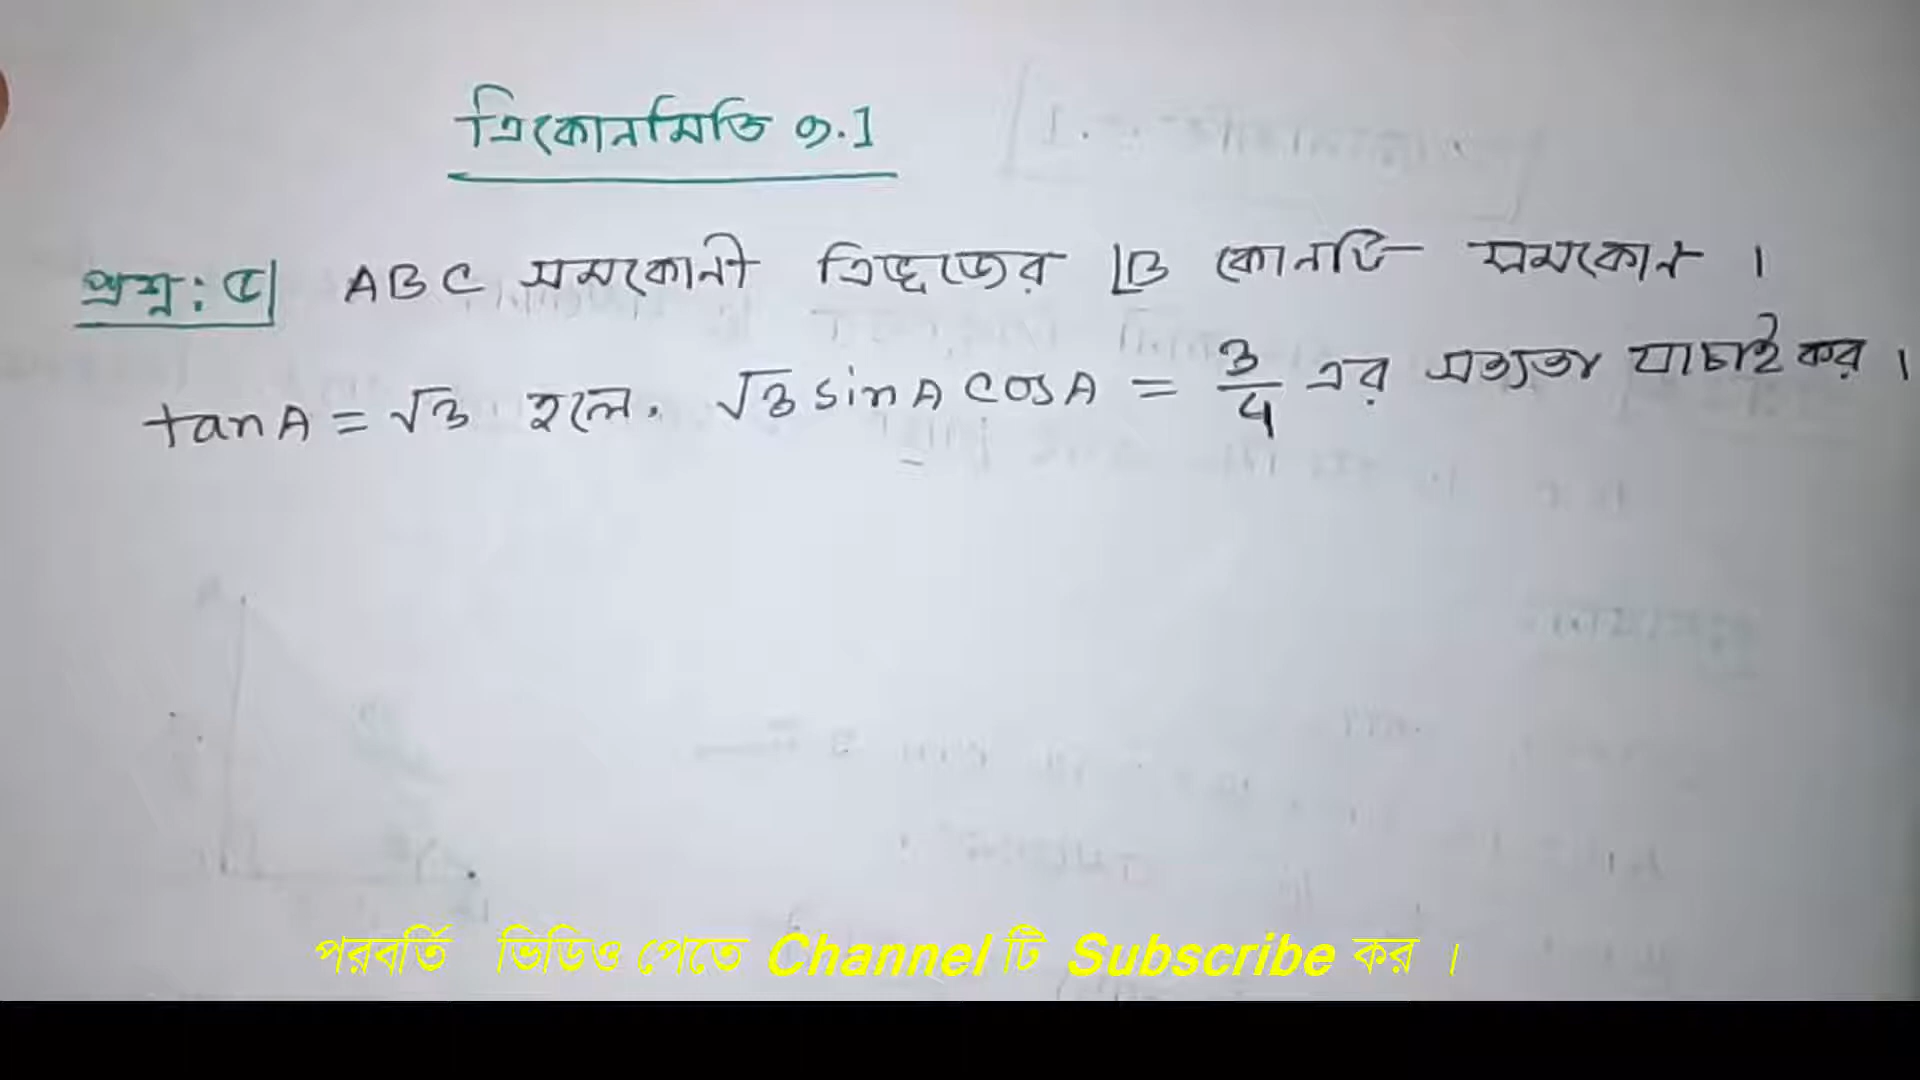 ত্রিকোনমিতি ৯.1
প্রশ্ন: ৫| ABC সমকোনী ত্রিভুজের ∠B কোনটি সমকোন ।
tanA = √3 হলে, √3 sinA cosA = 3/4 এর সত্যতা যাচাই কর ।
পরবর্তি ভিডিও পেতে Channel টি Subscribe কর ।